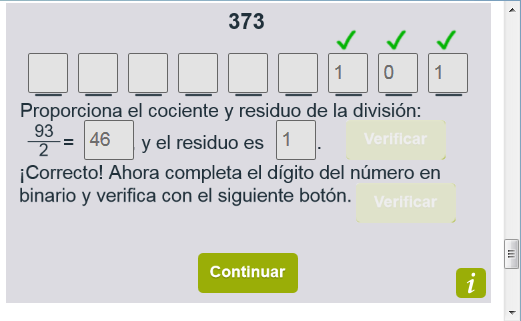 373
1 0 1
Proporciona el cociente y residuo de la división:
93/2 = 46, y el residuo es 1. Verificar
¡Correcto! Ahora completa el dígito del número en
binario y verifica con el siguiente botón. Verificar
Continuar
i